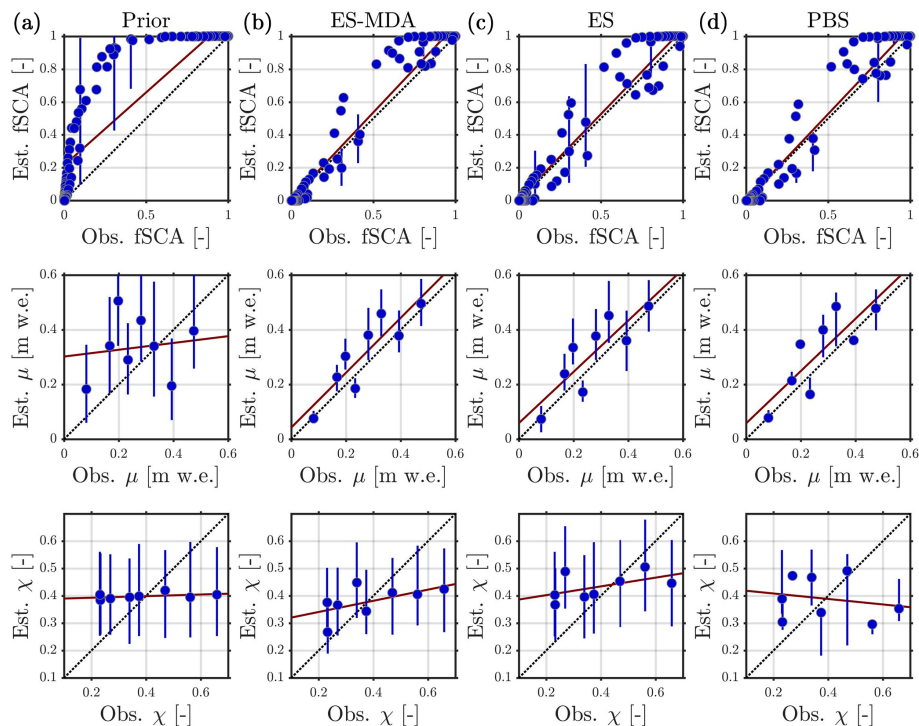 (a) Prior (b) ES-MDA (c) ES (d) PBS
1 1 1 1
0.8 0.8 0.8 0.8
0.6 0.6 0.6 0.6
0.4 0.4 0.4 0.4
0.2 0.2 0.2 0.2
0 0 0 0
Est. fSCA [-] Est. fSCA [-] Est. fSCA [-] Est. fSCA [-]
0 0.5 1 0 0.5 1 0 0.5 1 0 0.5 1
Obs. fSCA [-] Obs. fSCA [-] Obs. fSCA [-] Obs. fSCA [-]
0.6 0.6 0.6 0.6
0.4 0.4 0.4 0.4
0.2 0.2 0.2 0.2
0 0 0 0
Est. μ [m w.e.] Est. μ [m w.e.] Est. μ [m w.e.] Est. μ [m w.e.]
0 0.2 0.4 0.6 0 0.2 0.4 0.6 0 0.2 0.4 0.6 0 0.2 0.4 0.6
Obs. μ [m w.e.] Obs. μ [m w.e.] Obs. μ [m w.e.] Obs. μ [m w.e.]
0.7 0.7 0.7 0.7
0.6 0.6 0.6 0.6
0.5 0.5 0.5 0.5
0.4 0.4 0.4 0.4
0.3 0.3 0.3 0.3
0.2 0.2 0.2 0.2
0.1 0.1 0.1 0.1
Est. χ [-] Est. χ [-] Est. χ [-] Est. χ [-]
0.2 0.4 0.6 0.2 0.4 0.6 0.2 0.4 0.6 0.2 0.4 0.6
Obs. χ [-] Obs. χ [-] Obs. χ [-] Obs. χ [-]